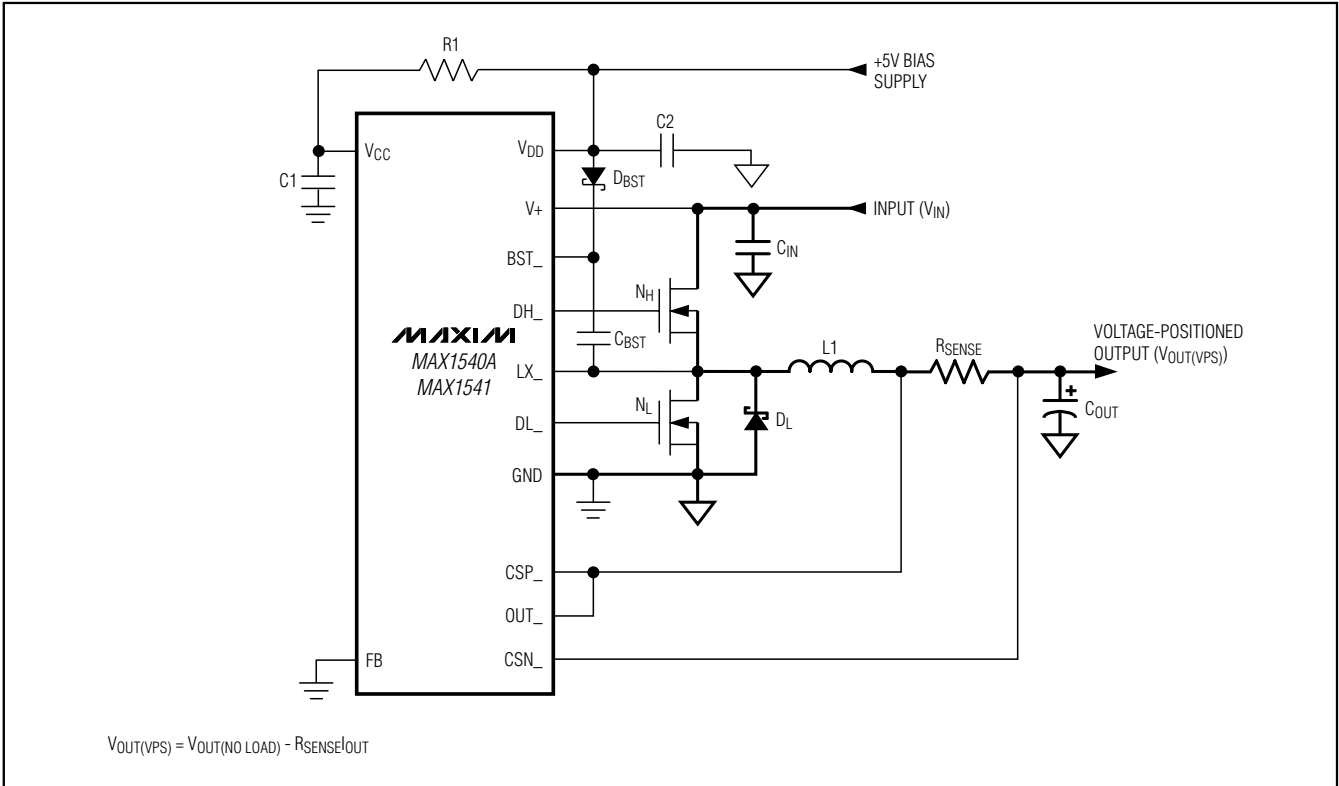 R1
+5V BIAS
SUPPLY
C2
VCC
VDD
C1
DBST
V+
INPUT (VIN)
CIN
BST_
NH
DH_
MAXIM
MAX1540A
MAX1541
CBST
VOLTAGE-POSITIONED
OUTPUT (VOUT(VPS))
L1
RSENSE
LX_
NL
DL_
DL
+
COUT
GND
CSP_
OUT_
FB
CSN_
VOUT(VPS) = VOUT(NO LOAD) - RSENSEIOUT